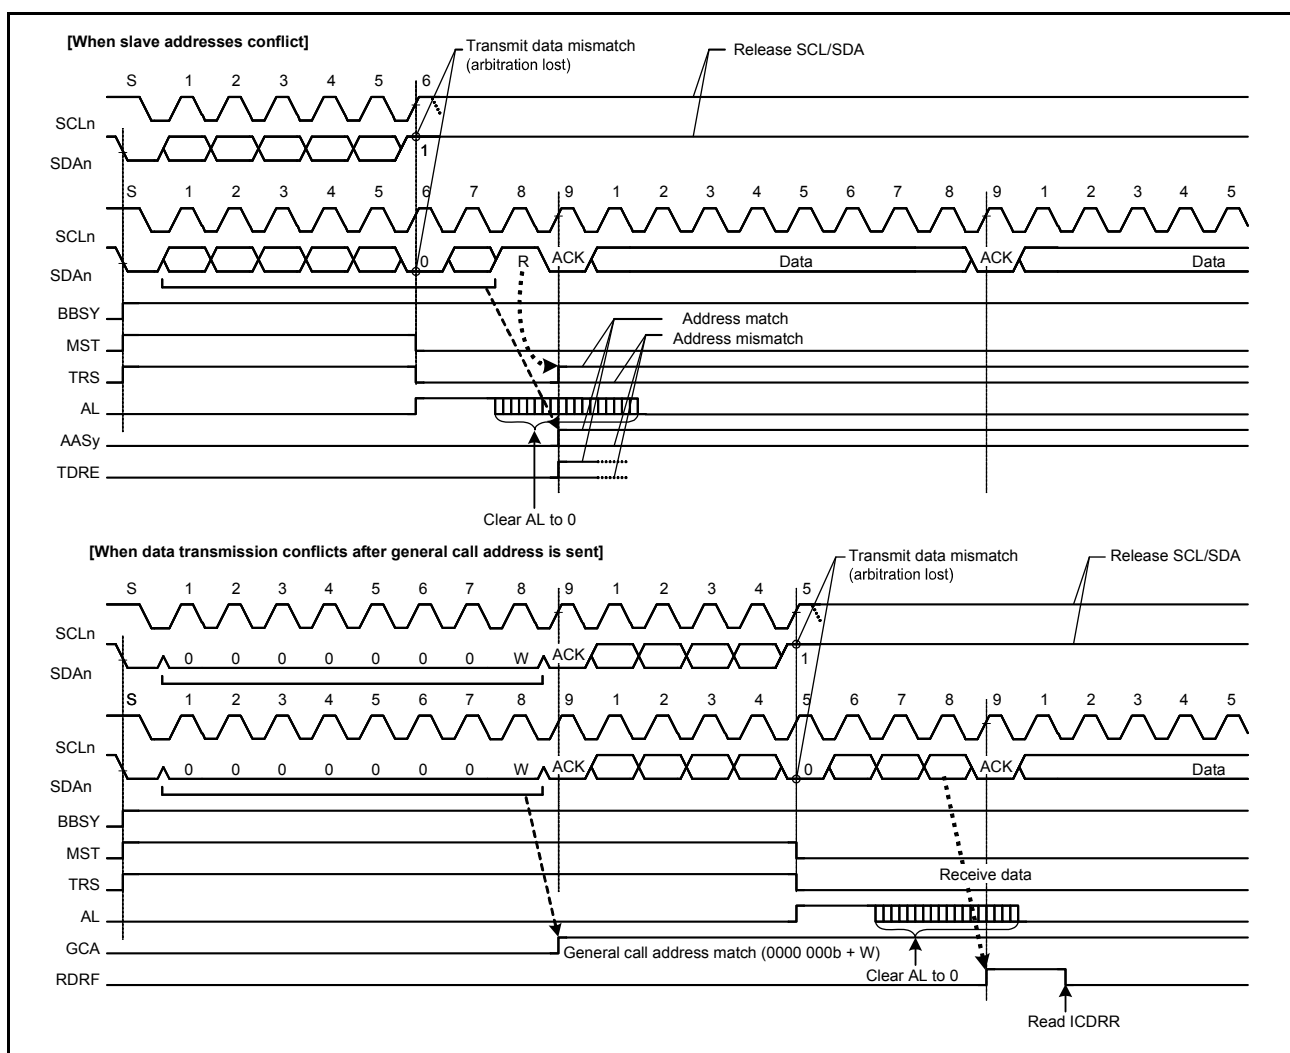 [When slave addresses conflict]
Transmit data mismatch
(arbitration lost)
Release SCL/SDA
S 1 2 3 4 5 6
SCLn
SDAn
1
S 1 2 3 4 5 6 7 8 9 1 2 3 4 5 6 7 8 9 1 2 3 4 5
SCLn
SDAn
0 R ACK Data ACK Data
BBSY
Address match
MST
Address mismatch
TRS
AL
AASy
TDRE
Clear AL to 0
[When data transmission conflicts after general call address is sent]
Transmit data mismatch
(arbitration lost)
Release SCL/SDA
S 1 2 3 4 5 6 7 8 9 1 2 3 4 5
SCLn
SDAn
0 0 0 0 0 0 0 W ACK 1
S 1 2 3 4 5 6 7 8 9 1 2 3 4 5 6 7 8 9 1 2 3 4 5
SCLn
SDAn
0 0 0 0 0 0 0 W ACK 0 ACK Data
BBSY
MST
TRS
Receive data
AL
GCA
General call address match (0000 000b + W)
Clear AL to 0
RDRF
Read ICDRR